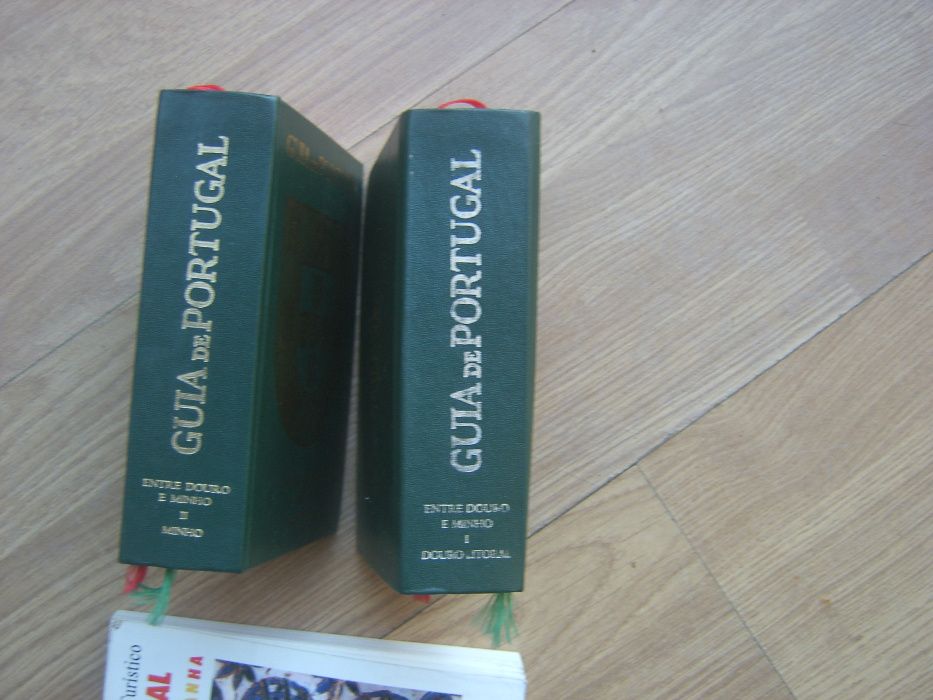 GUIA DE PORTUGAL
ENTRE DOURO
E MINHO
II
MINHO
GUIA DE PORTUGAL
ENTRE DOURO
E MINHO
I
DOURO LITORAL